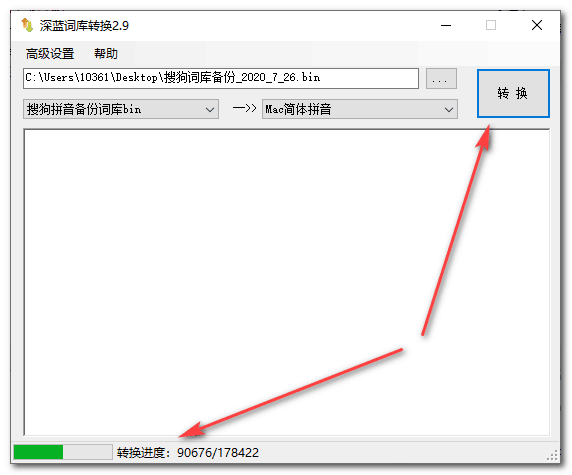 深蓝词库转换2.9
高级设置 帮助
C:\Users\10361\Desktop\搜狗词库备份_2020_7_26.bin ...
转 换
搜狗拼音备份词库bin —>> Mac简体拼音
转换进度：90676/178422